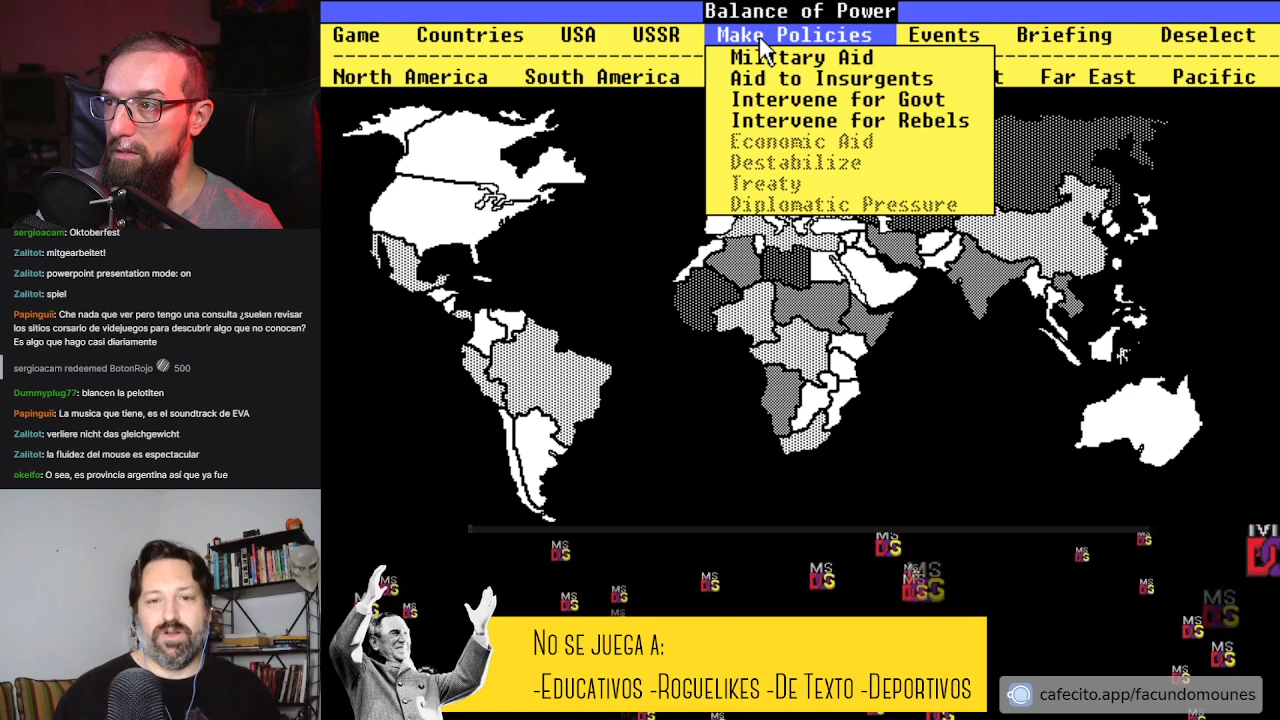 Balance of Power
Game Countries USA USSR Make Policies Events Briefing Deselect
North America South America Far East Pacific
Military Aid
Aid to Insurgents
Intervene for Govt
Intervene for Rebels
Economic Aid
Destabilize
Treaty
Diplomatic Pressure
sergioacam: Oktoberfest
Zalitot: mitgearbeitet!
Zalitot: powerpoint presentation mode: on
Zalitot: spiel
Papinguii: Che nada que ver pero tengo una consulta ¿suelen revisar
los sitios corsario de videjuegos para descubrir algo que no conocen?
Es algo que hago casi diariamente
sergioacam redeemed BotonRojo 500
Dummyplug77: blancen la pelotiten
Papinguii: La musica que tiene, es el soundtrack de EVA
Zalitot: verliere nicht das gleichgewicht
Zalitot: la fluidez del mouse es espectacular
okeifo: O sea, es provincia argentina así que ya fue
No se juega a:
-Educativos -Roguelikes -De Texto -Deportivos
cafecito.app/facundomounes